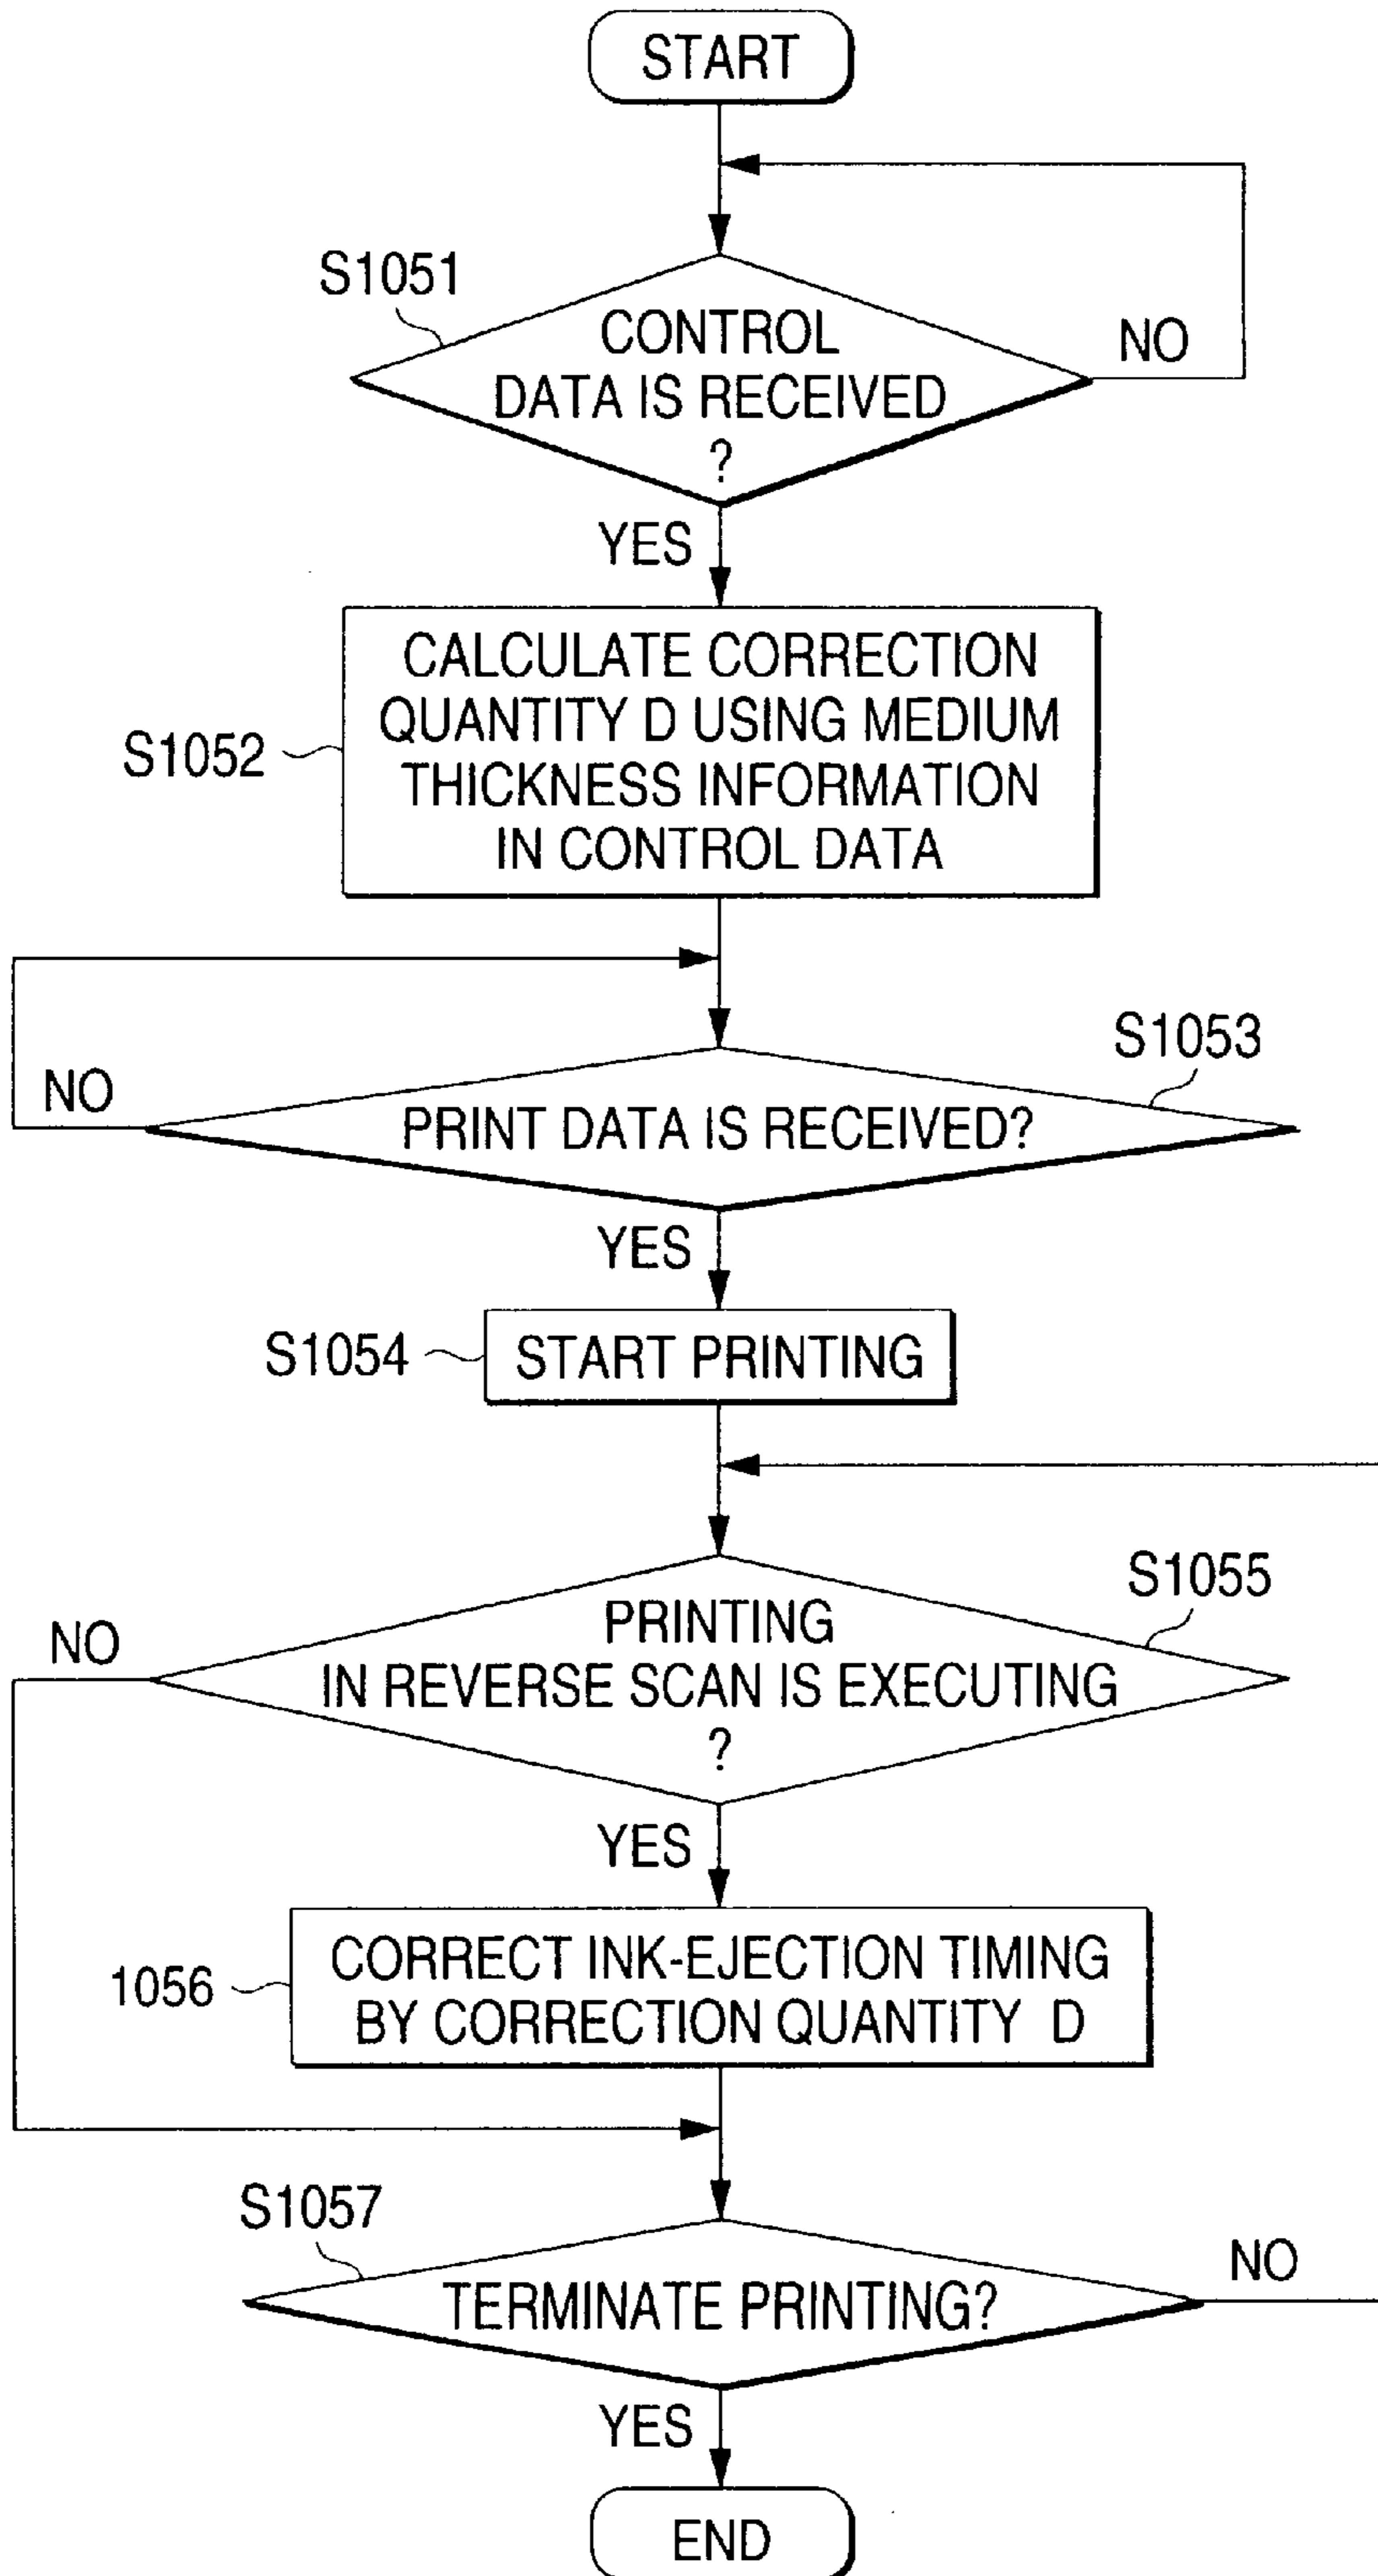 START
S1051
CONTROL
DATA IS RECEIVED
?
NO
YES
S1052
CALCULATE CORRECTION
QUANTITY D USING MEDIUM
THICKNESS INFORMATION
IN CONTROL DATA
S1053
NO
PRINT DATA IS RECEIVED?
YES
S1054
START PRINTING
S1055
NO
PRINTING
IN REVERSE SCAN IS EXECUTING
?
YES
1056
CORRECT INK-EJECTION TIMING
BY CORRECTION QUANTITY D
S1057
NO
TERMINATE PRINTING?
YES
END